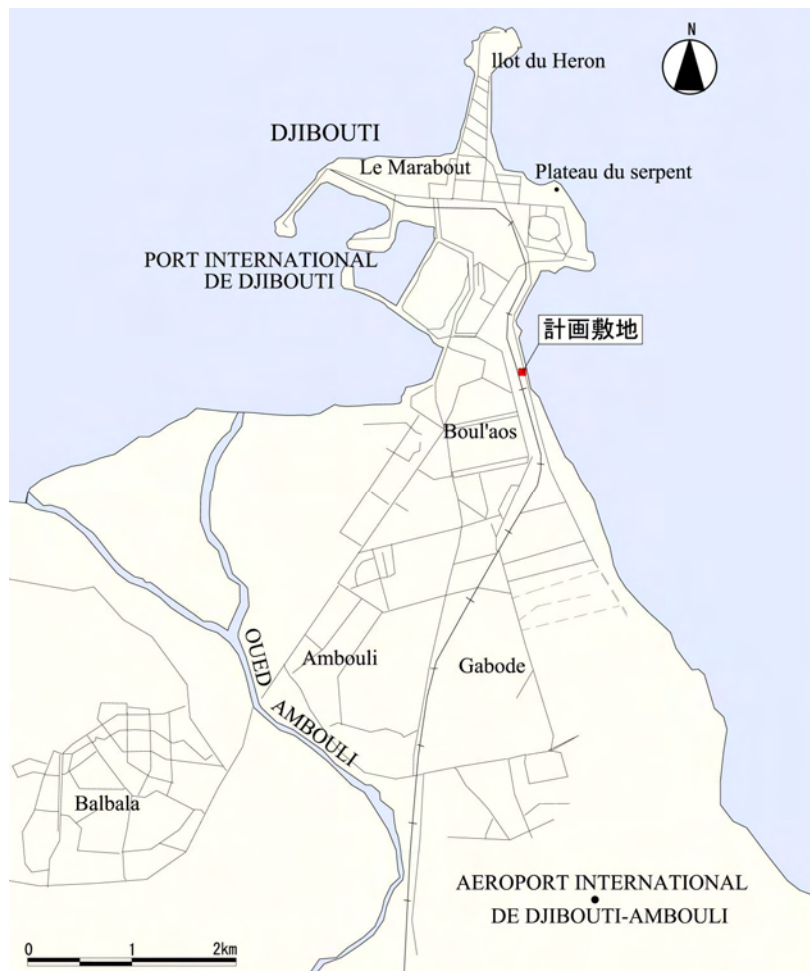 N
Ilot du Heron
DJIBOUTI
Le Marabout
Plateau du serpent
PORT INTERNATIONAL
DE DJIBOUTI
計画敷地
Boul'aos
OUED
AMBOULI
Ambouli
Gabode
Balbala
AEROPORT INTERNATIONAL
DE DJIBOUTI-AMBOULI
0 1 2km